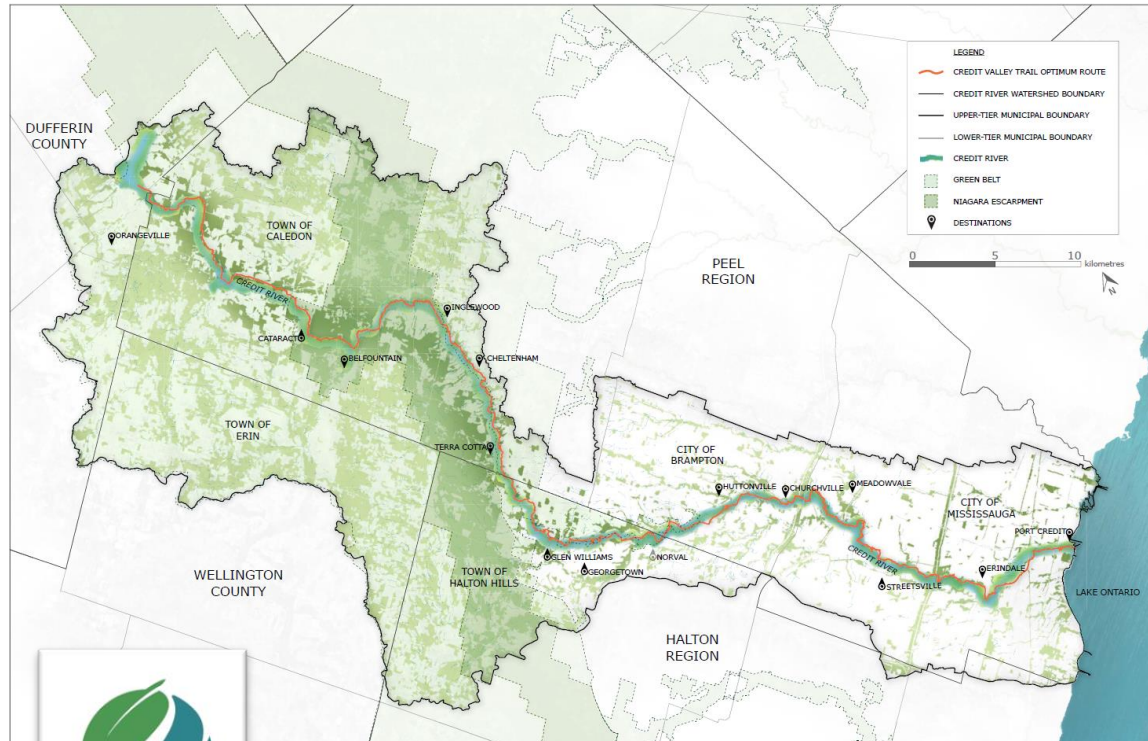 LEGEND
CREDIT VALLEY TRAIL OPTIMUM ROUTE
CREDIT RIVER WATERSHED BOUNDARY
UPPER-TIER MUNICIPAL BOUNDARY
LOWER-TIER MUNICIPAL BOUNDARY
CREDIT RIVER
GREEN BELT
NIAGARA ESCARPMENT
DESTINATIONS
0 5 10 kilometres
N
DUFFERIN
COUNTY
ORANGEVILLE
TOWN OF
CALEDON
CREDIT RIVER
PEEL
REGION
INGLEWOOD
CATARACT
BELFOUNTAIN
CHELTENHAM
TOWN OF
ERIN
TERRA COTTA
CITY OF
BRAMPTON
HUTTONVILLE
CHURCHVILLE
MEADOWVALE
CITY OF
MISSISSAUGA
PORT CREDIT
GLEN WILLIAMS
NORVAL
GEORGETOWN
CREDIT RIVER
ERINDALE
STREETSVILLE
LAKE ONTARIO
WELLINGTON
COUNTY
TOWN OF
HALTON HILLS
HALTON
REGION